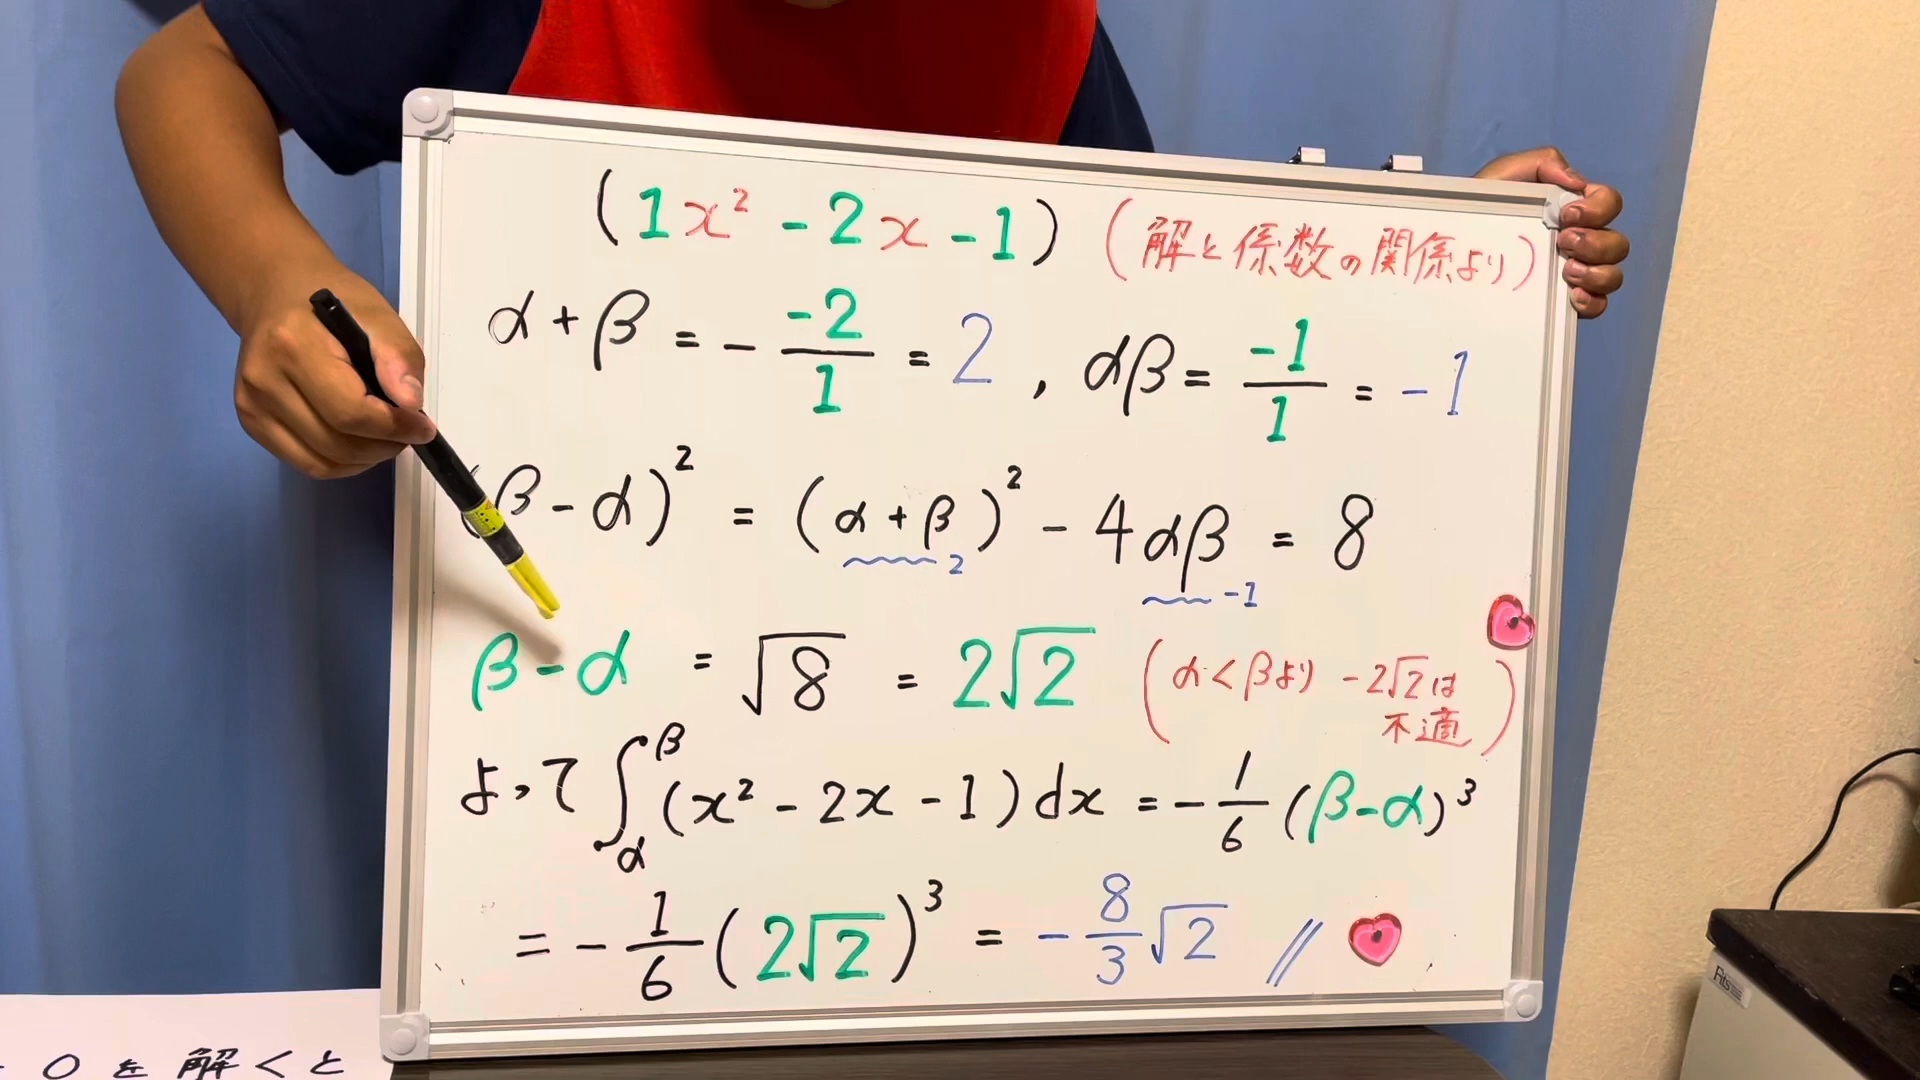 (1x² - 2x - 1) (解と係数の関係より)
α + β = - -2/1 = 2 , αβ = -1/1 = -1
(β - α)² = (α + β)² - 4αβ = 8
2 -1
β - α = √8 = 2√2 (α < βより -2√2は
不適)
よって ∫_α^β (x² - 2x - 1) dx = - 1/6 (β - α)³
= - 1/6 (2√2)³ = - 8/3 √2 //
0 を 解くと
Fits